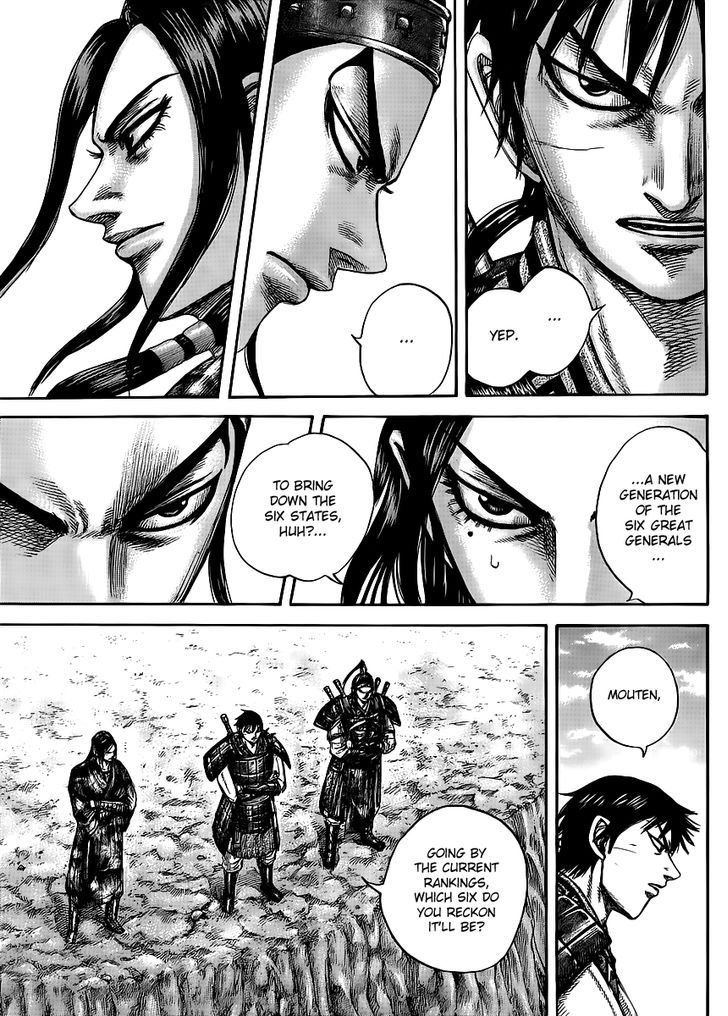 ...
YEP.
...
...A NEW
GENERATION
OF THE
SIX GREAT
GENERALS
...
TO BRING
DOWN THE
SIX STATES,
HUH?...
MOUTEN,
GOING BY
THE CURRENT
RANKINGS,
WHICH SIX DO
YOU RECKON
IT'LL BE?